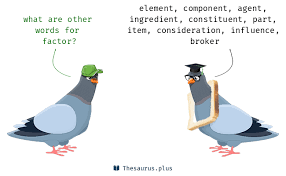 what are other
words for
factor?
element, component, agent,
ingredient, constituent, part,
item, consideration, influence,
broker
Thesaurus.plus